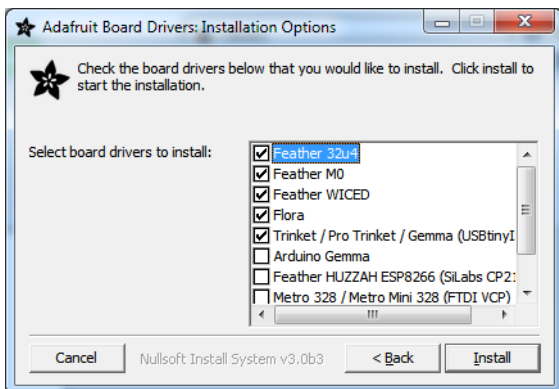 Adafruit Board Drivers: Installation Options
Check the board drivers below that you would like to install. Click install to
start the installation.
Select board drivers to install:
Feather 32u4
Feather M0
Feather WICED
Flora
Trinket / Pro Trinket / Gemma (USBtinyI
Arduino Gemma
Feather HUZZAH ESP8266 (SiLabs CP21
Metro 328 / Metro Mini 328 (FTDI VCP)
Cancel
Nullsoft Install System v3.0b3
< Back
Install